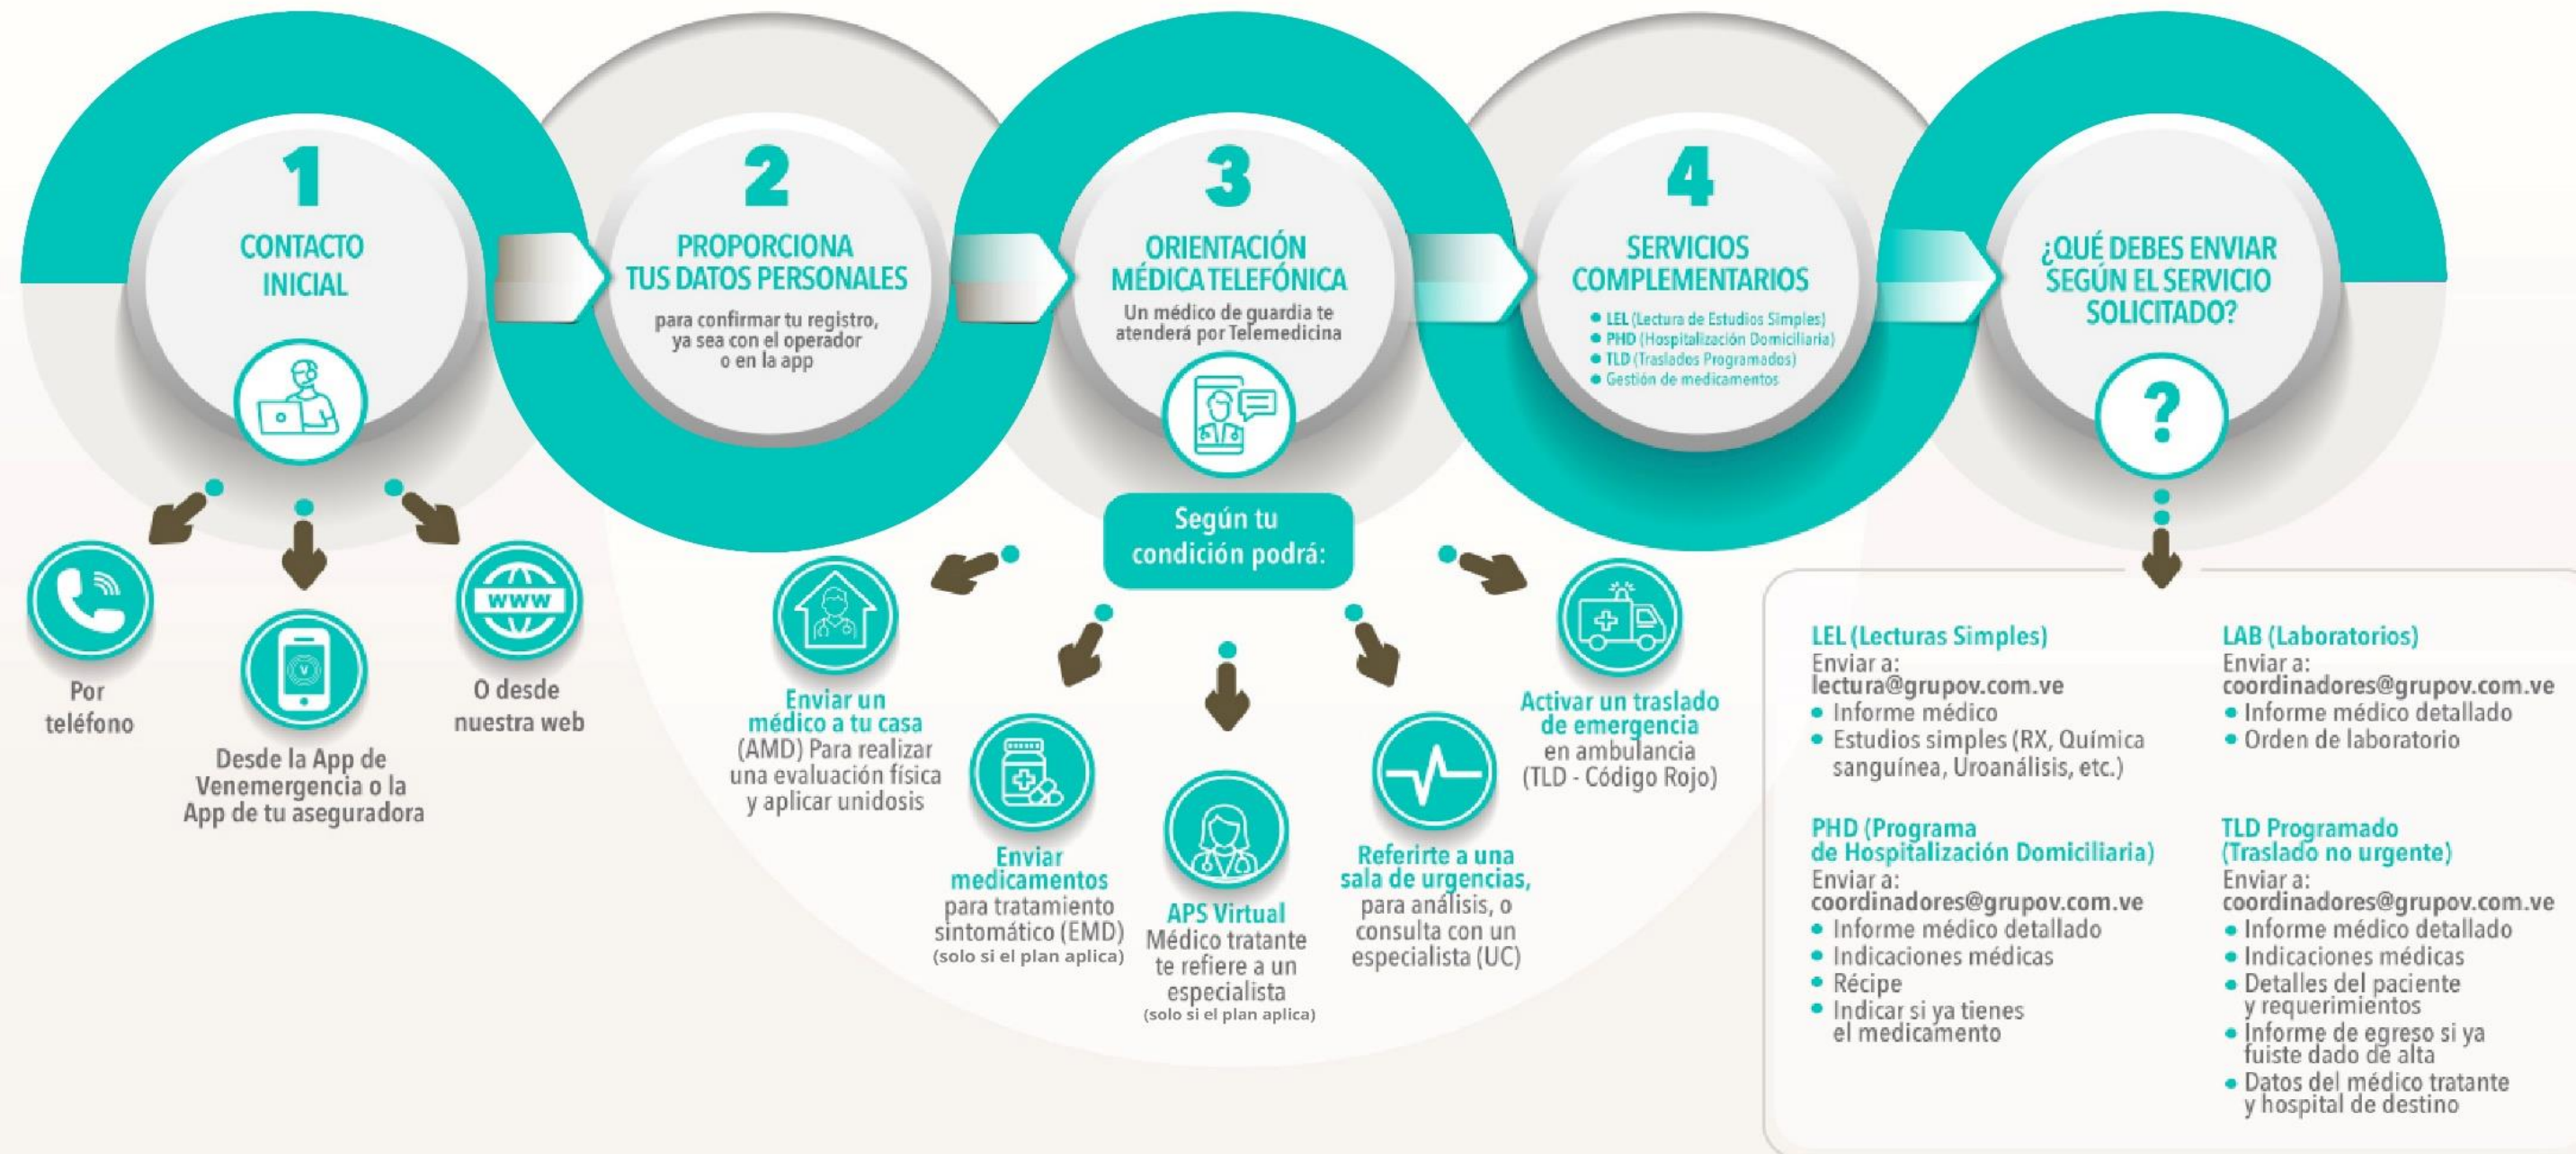 1
CONTACTO
INICIAL
Por
teléfono
Desde la App de
Venemergencia o la
App de tu aseguradora
WWW
O desde
nuestra web
2
PROPORCIONA
TUS DATOS PERSONALES
para confirmar tu registro,
ya sea con el operador
o en la app
3
ORIENTACIÓN
MÉDICA TELEFÓNICA
Un médico de guardia te
atenderá por Telemedicina
Según tu
condición podrá:
Enviar un
médico a tu casa
(AMD) Para realizar
una evaluación física
y aplicar unidosis
Enviar
medicamentos
para tratamiento
sintomático (EMD)
(solo si el plan aplica)
APS Virtual
Médico tratante
te refiere a un
especialista
(solo si el plan aplica)
Referirte a una
sala de urgencias,
para análisis, o
consulta con un
especialista (UC)
Activar un traslado
de emergencia
en ambulancia
(TLD - Código Rojo)
4
SERVICIOS
COMPLEMENTARIOS
• LEL (Lectura de Estudios Simples)
• PHD (Hospitalización Domiciliaria)
• TLD (Traslados Programados)
• Gestión de medicamentos
¿QUÉ DEBES ENVIAR
SEGÚN EL SERVICIO
SOLICITADO?
?
LEL (Lecturas Simples)
Enviar a:
lectura@grupov.com.ve
• Informe médico
• Estudios simples (RX, Química
sanguínea, Uroanálisis, etc.)
LAB (Laboratorios)
Enviar a:
coordinadores@grupov.com.ve
• Informe médico detallado
• Orden de laboratorio
PHD (Programa
de Hospitalización Domiciliaria)
Enviar a:
coordinadores@grupov.com.ve
• Informe médico detallado
• Indicaciones médicas
• Récipe
• Indicar si ya tienes
el medicamento
TLD Programado
(Traslado no urgente)
Enviar a:
coordinadores@grupov.com.ve
• Informe médico detallado
• Indicaciones médicas
• Detalles del paciente
y requerimientos
• Informe de egreso si ya
fuiste dado de alta
• Datos del médico tratante
y hospital de destino